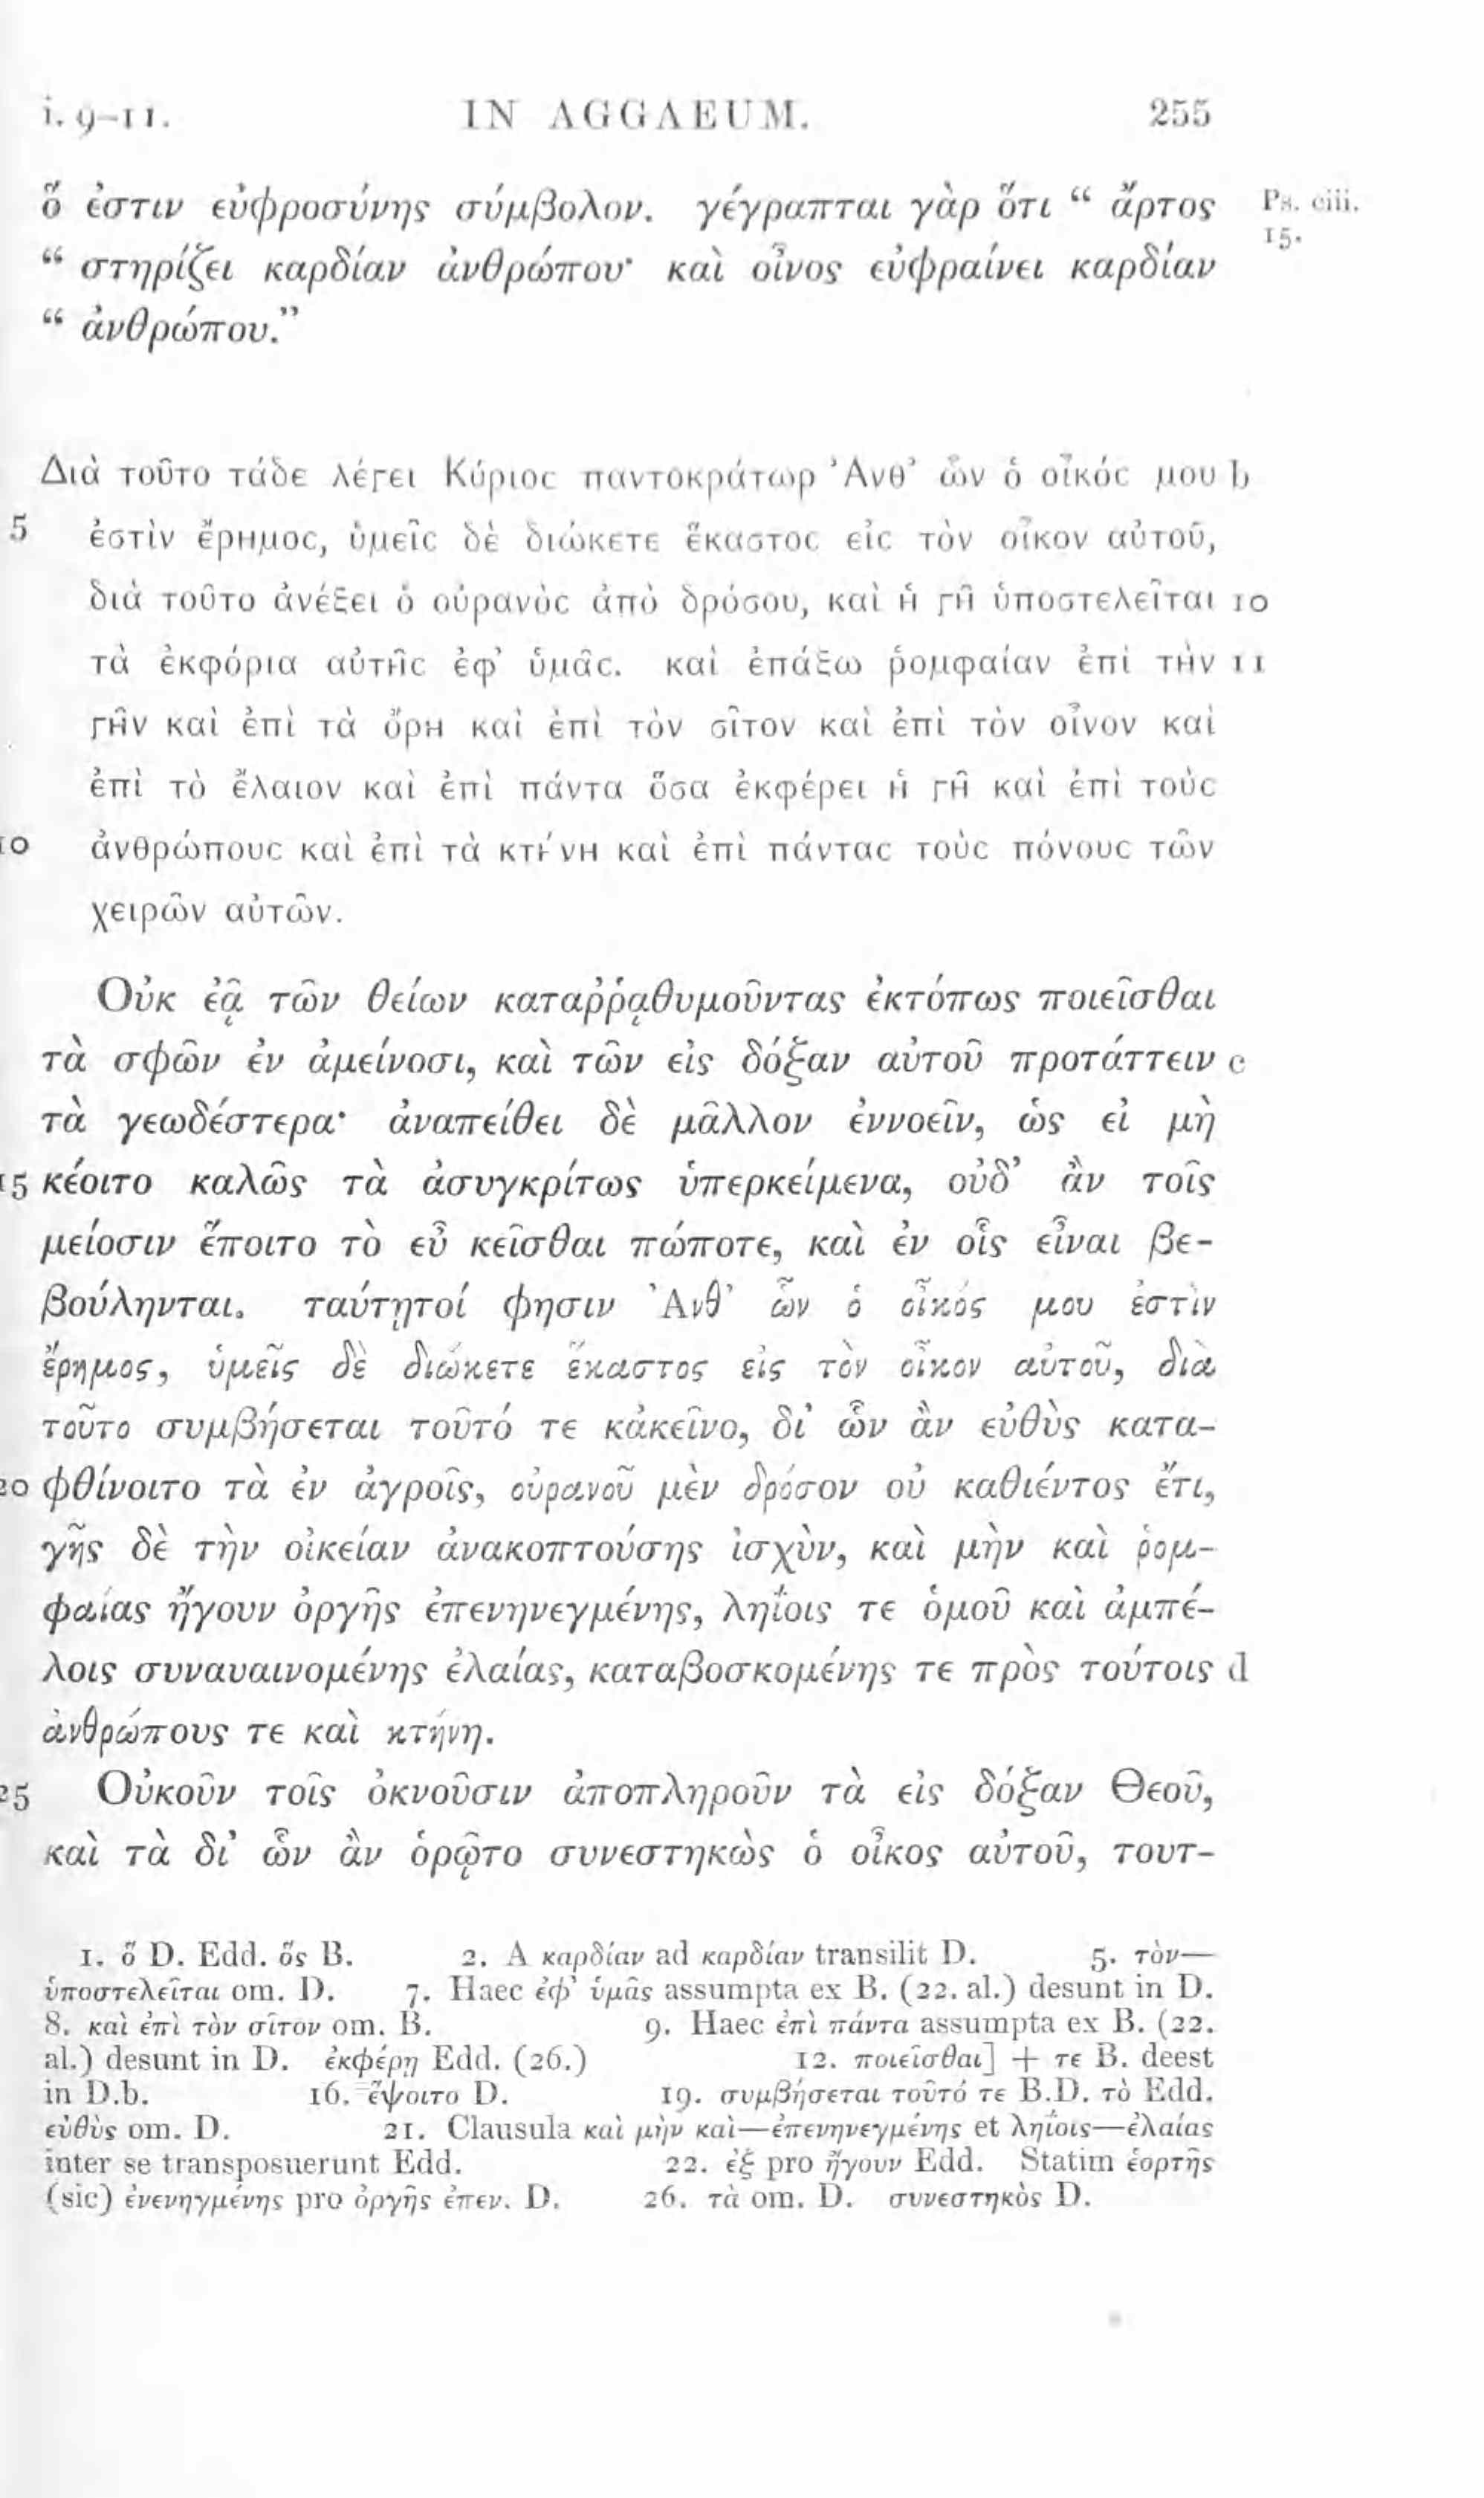 i. 9–11. IN AGGAEUM. 255
ὅ ἐστιν εὐφροσύνης σύμβολον. γέγραπται γὰρ ὅτι “ ἄρτος Ps. ciii. 15.
“ στηρίζει καρδίαν ἀνθρώπου· καὶ οἶνος εὐφραίνει καρδίαν
“ ἀνθρώπου.”
Διὰ τοῦτο τάδε λέγει Κύριος παντοκράτωρ Ἀνθ’ ὧν ὁ οἶκός μου b
5 ἐστὶν ἔρημος, ὑμεῖς δὲ διώκετε ἕκαστος εἰς τὸν οἶκον αὐτοῦ,
διὰ τοῦτο ἀνέξει ὁ οὐρανὸς ἀπὸ δρόσου, καὶ ἡ γῆ ὑποστελεῖται 10
τὰ ἐκφόρια αὐτῆς ἐφ’ ὑμᾶς. καὶ ἐπάξω ῥομφαίαν ἐπὶ τὴν 11
γῆν καὶ ἐπὶ τὰ ὄρη καὶ ἐπὶ τὸν σῖτον καὶ ἐπὶ τὸν οἶνον καὶ
ἐπὶ τὸ ἔλαιον καὶ ἐπὶ πάντα ὅσα ἐκφέρει ἡ γῆ καὶ ἐπὶ τοὺς
10 ἀνθρώπους καὶ ἐπὶ τὰ κτήνη καὶ ἐπὶ πάντας τοὺς πόνους τῶν
χειρῶν αὐτῶν.
Οὐκ ἐᾷ τῶν θείων καταῤῥᾳθυμοῦντας ἐκτόπως ποιεῖσθαι
τὰ σφῶν ἐν ἀμείνοσι, καὶ τῶν εἰς δόξαν αὐτοῦ προτάττειν c
τὰ γεωδέστερα· ἀναπείθει δὲ μᾶλλον ἐννοεῖν, ὡς εἰ μὴ
15 κέοιτο καλῶς τὰ ἀσυγκρίτως ὑπερκείμενα, οὐδ’ ἂν τοῖς
μείοσιν ἕποιτο τὸ εὖ κεῖσθαι πώποτε, καὶ ἐν οἷς εἶναι βε-
βούληνται. ταύτῃτοί φησιν Ἀνθ’ ὧν ὁ οἶκός μου ἐστὶν
ἔρημος, ὑμεῖς δὲ διώκετε ἕκαστος εἰς τὸν οἶκον αὐτοῦ, διὰ
τοῦτο συμβήσεται τοῦτό τε κἀκεῖνο, δι’ ὧν ἂν εὐθὺς κατα-
20 φθίνοιτο τὰ ἐν ἀγροῖς, οὐρανοῦ μὲν δρόσον οὐ καθιέντος ἔτι,
γῆς δὲ τὴν οἰκείαν ἀνακοπτούσης ἰσχὺν, καὶ μὴν καὶ ῥομ-
φαίας ἤγουν ὀργῆς ἐπενηνεγμένης, ληΐοις τε ὁμοῦ καὶ ἀμπέ-
λοις συναυαινομένης ἐλαίας, καταβοσκομένης τε πρὸς τούτοις d
ἀνθρώπους τε καὶ κτήνη.
25 Οὐκοῦν τοῖς ὀκνοῦσιν ἀποπληροῦν τὰ εἰς δόξαν Θεοῦ,
καὶ τὰ δι’ ὧν ἂν ὁρῷτο συνεστηκὼς ὁ οἶκος αὐτοῦ, τουτ-
1. ὅ D. Edd. ὅς B. 2. A καρδίαν ad καρδίαν transilit D. 5. τὸν—
ὑποστελεῖται om. D. 7. Haec ἐφ’ ὑμᾶς assumpta ex B. (22. al.) desunt in D.
8. καὶ ἐπὶ τὸν σῖτον om. B. 9. Haec ἐπὶ πάντα assumpta ex B. (22.
al.) desunt in D. ἐκφέρῃ Edd. (26.) 12. ποιεῖσθαι] + τε B. deest
in D.b. 16. ἕψοιτο D. 19. συμβήσεται τοῦτό τε B.D. τὸ Edd.
εὐθὺς om. D. 21. Clausula καὶ μὴν καὶ—ἐπενηνεγμένης et ληΐοις—ἐλαίας
inter se transposuerunt Edd. 22. ἐξ pro ἤγουν Edd. Statim ἑορτῆς
(sic) ἐνενηγμένης pro ὀργῆς ἐπεν. D. 26. τὰ om. D. συνεστηκὸς D.